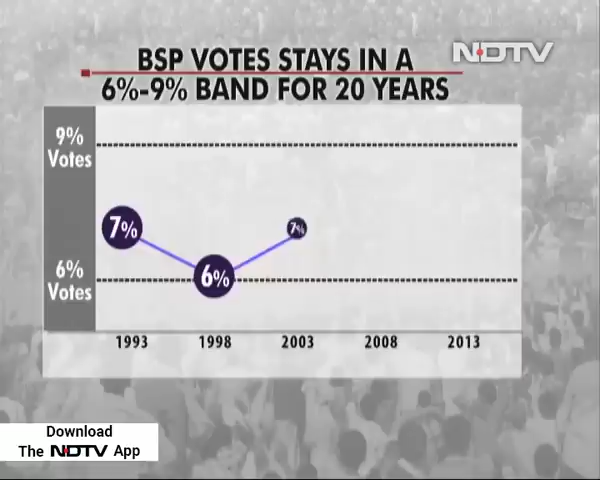 BSP VOTES STAYS IN A
6%-9% BAND FOR 20 YEARS
NDTV
9%
Votes
7%
7%
6%
6%
Votes
1993 1998 2003 2008 2013
Download
The NDTV App